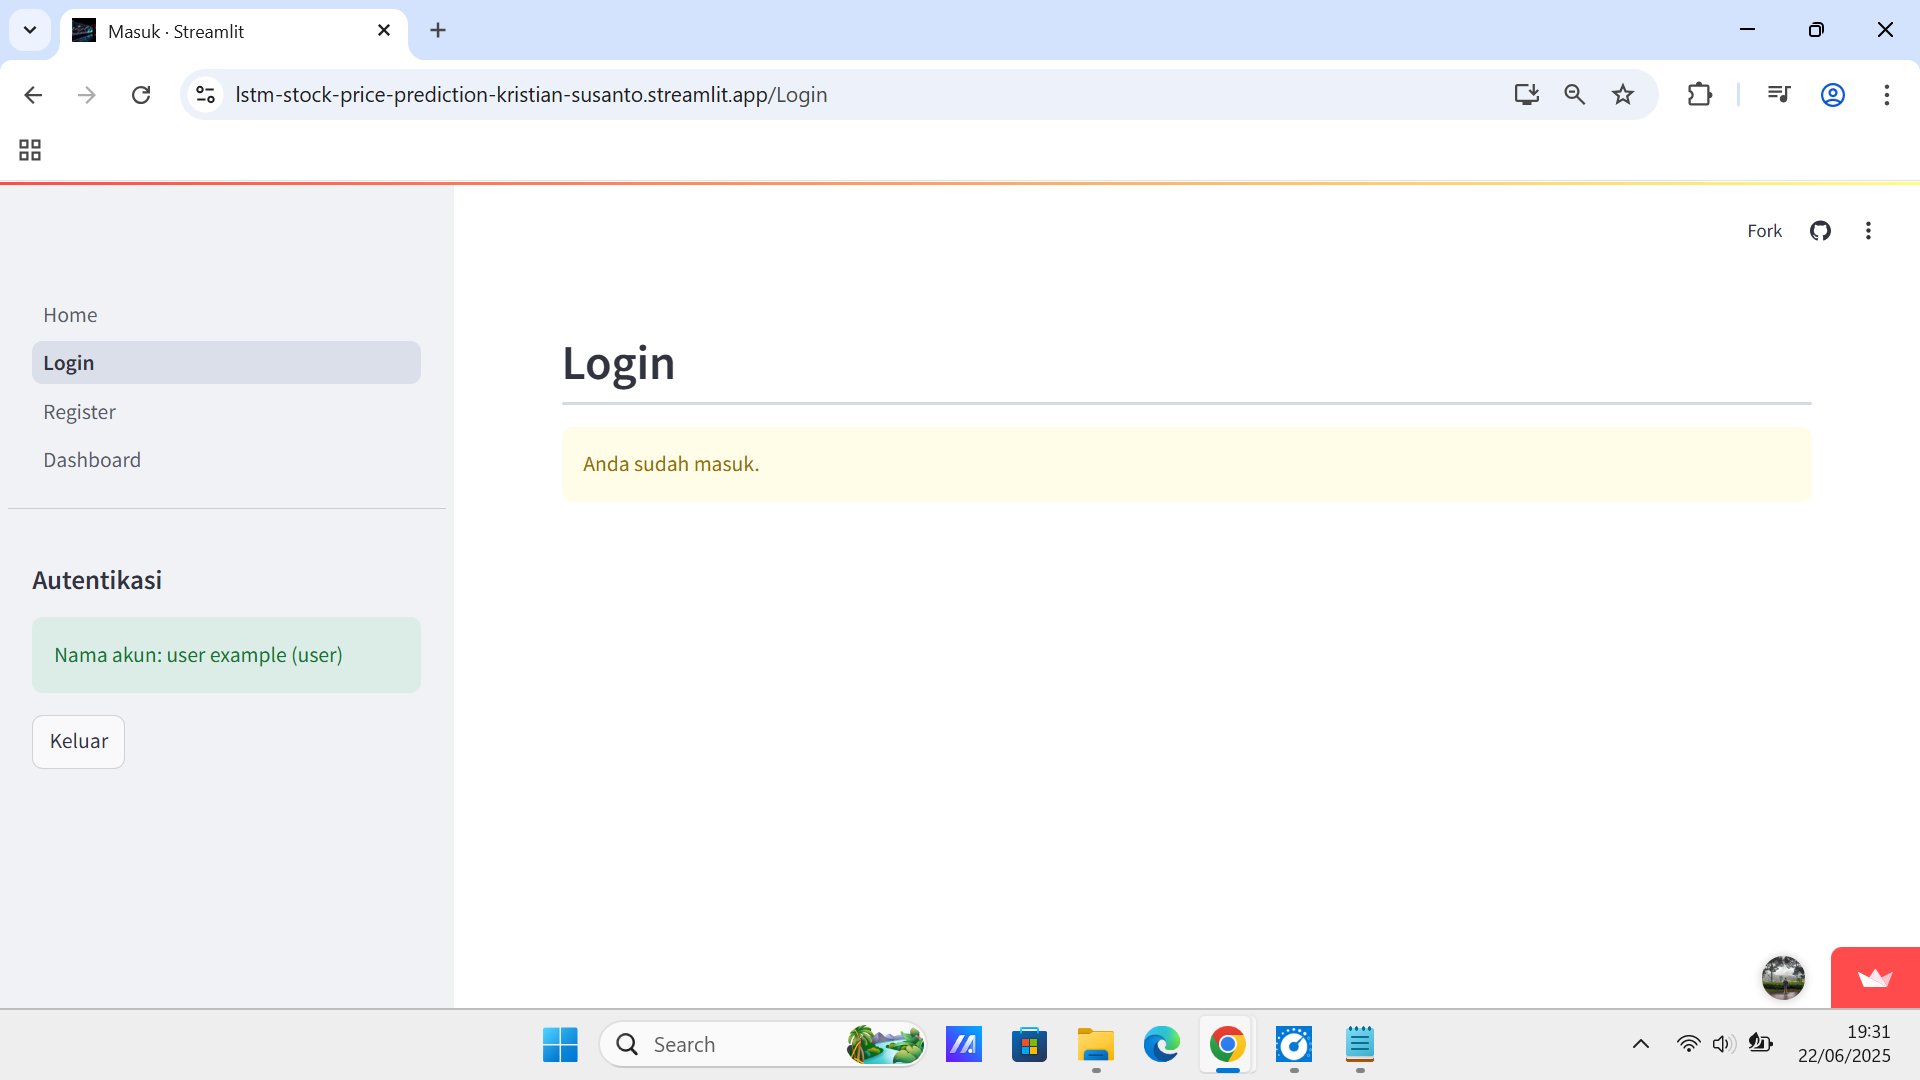 Masuk · Streamlit
lstm-stock-price-prediction-kristian-susanto.streamlit.app/Login
Fork
Home
Login
Register
Dashboard
Autentikasi
Nama akun: user example (user)
Keluar
Login
Anda sudah masuk.
Search
19:31
22/06/2025